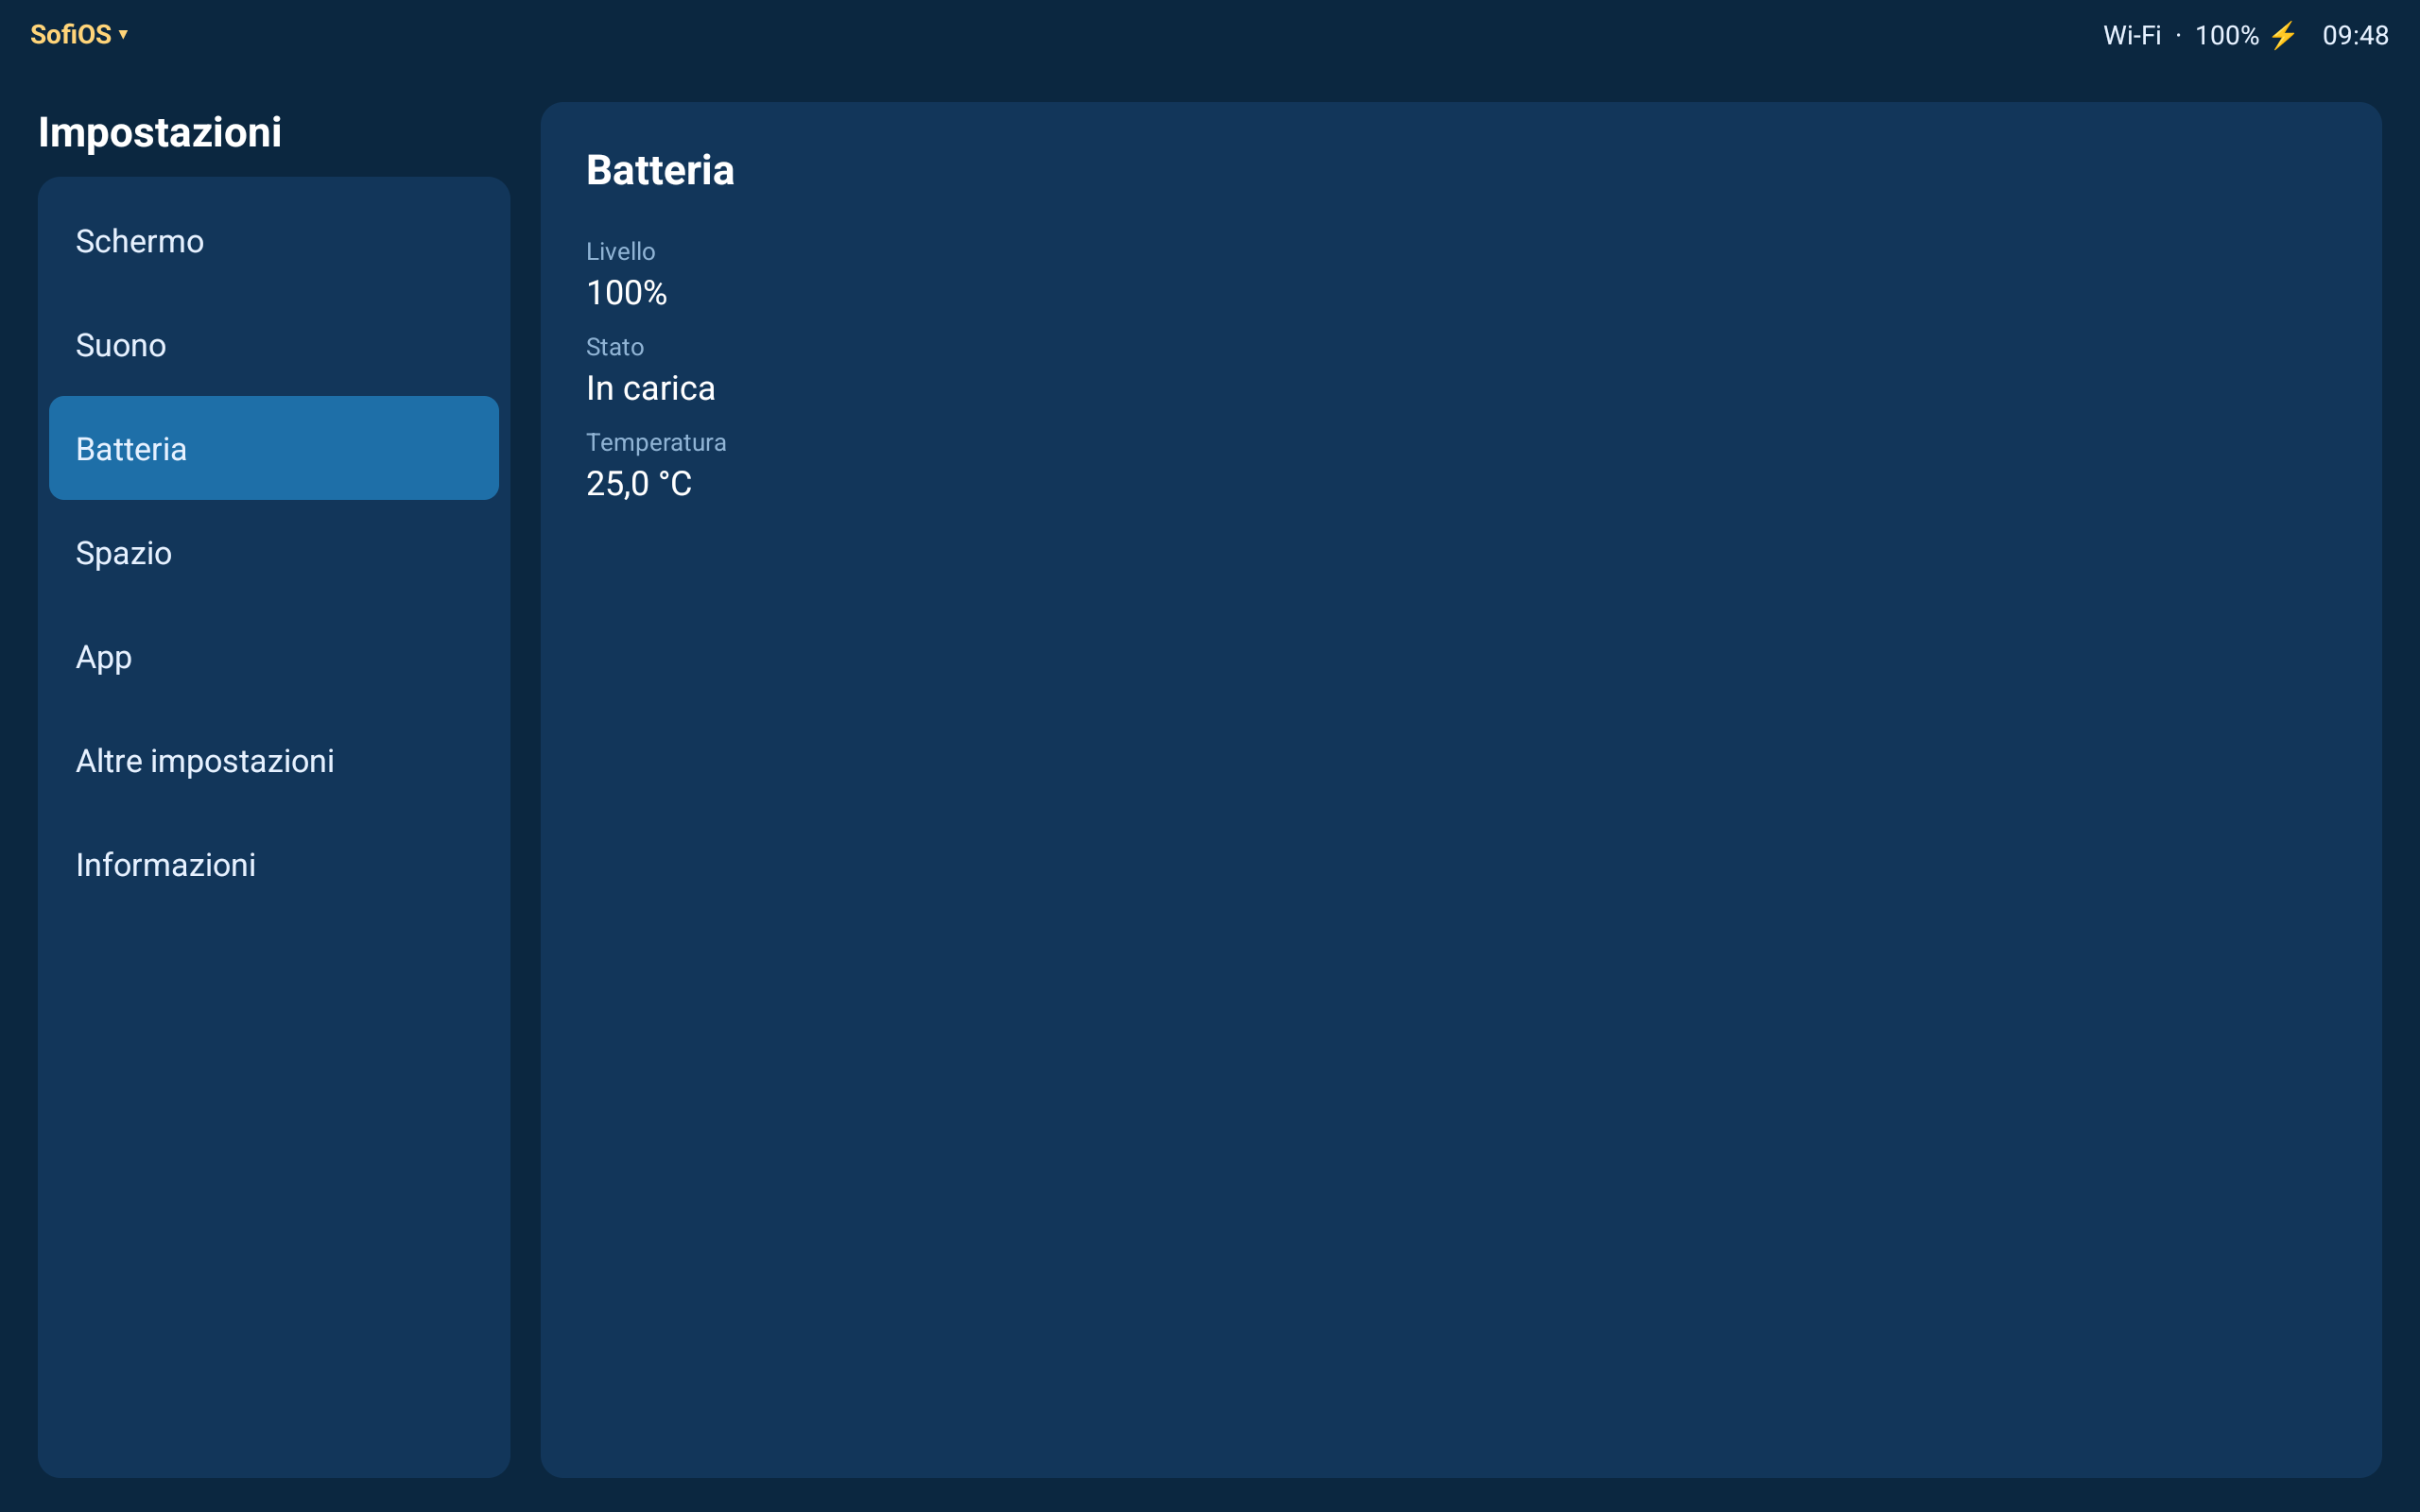 SofiOS ▾
Wi-Fi · 100% ⚡ 09:48
Impostazioni
Schermo
Suono
Batteria
Spazio
App
Altre impostazioni
Informazioni
Batteria
Livello
100%
Stato
In carica
Temperatura
25,0 °C